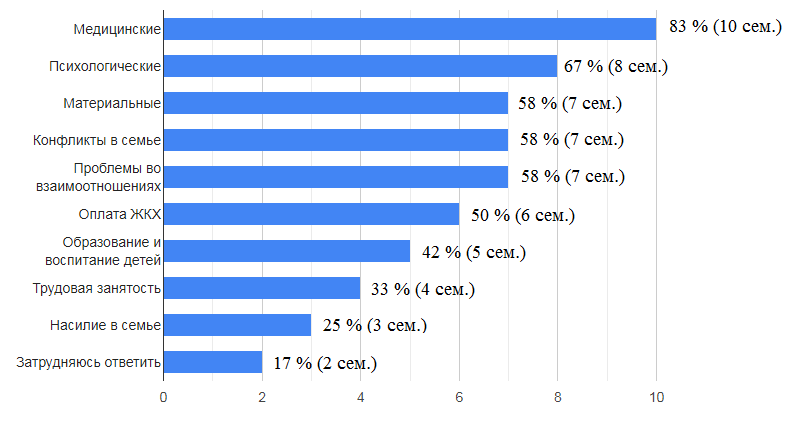 Медицинские 83 % (10 сем.)
Психологические 67 % (8 сем.)
Материальные 58 % (7 сем.)
Конфликты в семье 58 % (7 сем.)
Проблемы во
взаимоотношениях 58 % (7 сем.)
Оплата ЖКХ 50 % (6 сем.)
Образование и
воспитание детей 42 % (5 сем.)
Трудовая занятость 33 % (4 сем.)
Насилие в семье 25 % (3 сем.)
Затрудняюсь ответить 17 % (2 сем.)
0 2 4 6 8 10